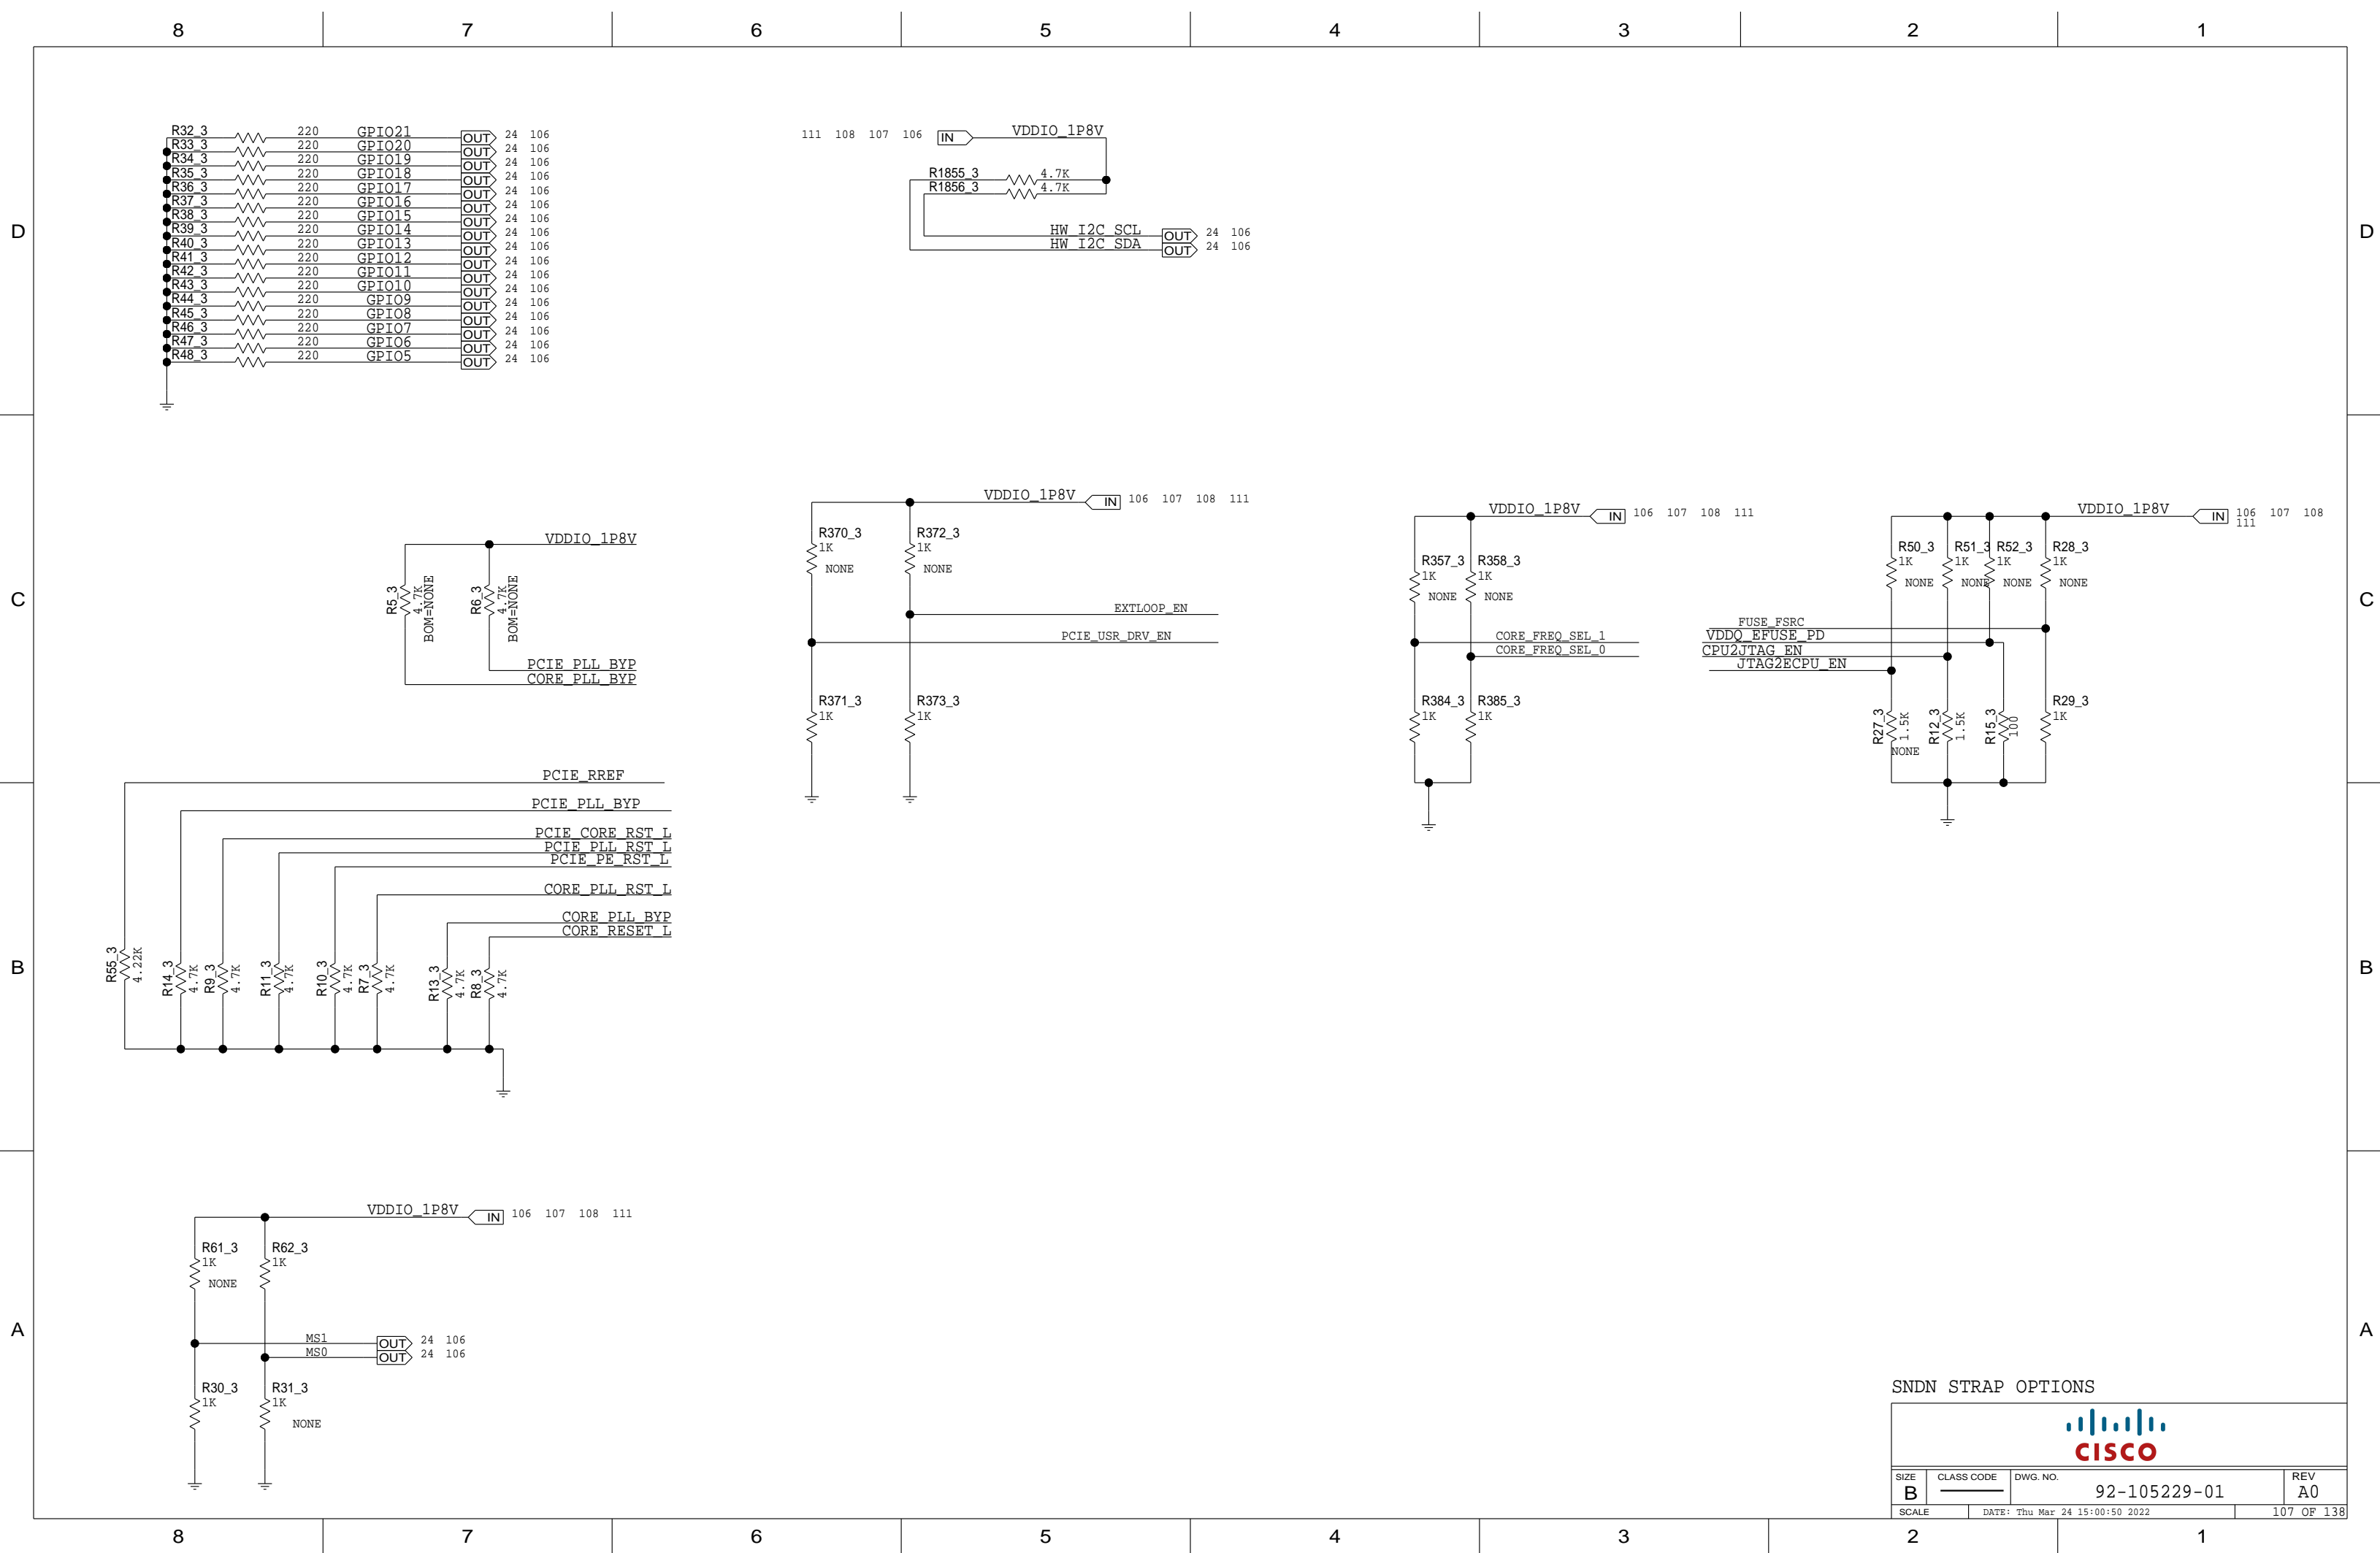 8 7 6 5 4 3 2 1
R32_3 220 GPIO21 OUT 24 106
R33_3 220 GPIO20 OUT 24 106
R34_3 220 GPIO19 OUT 24 106
R35_3 220 GPIO18 OUT 24 106
R36_3 220 GPIO17 OUT 24 106
R37_3 220 GPIO16 OUT 24 106
R38_3 220 GPIO15 OUT 24 106
R39_3 220 GPIO14 OUT 24 106
R40_3 220 GPIO13 OUT 24 106
R41_3 220 GPIO12 OUT 24 106
R42_3 220 GPIO11 OUT 24 106
R43_3 220 GPIO10 OUT 24 106
R44_3 220 GPIO9 OUT 24 106
R45_3 220 GPIO8 OUT 24 106
R46_3 220 GPIO7 OUT 24 106
R47_3 220 GPIO6 OUT 24 106
R48_3 220 GPIO5 OUT 24 106
111 108 107 106 IN VDDIO_1P8V
R1855_3 4.7K
R1856_3 4.7K
HW_I2C_SCL OUT 24 106
HW_I2C_SDA OUT 24 106
D D
VDDIO_1P8V
R5_3 4.7K BOM=NONE
R6_3 4.7K BOM=NONE
PCIE_PLL_BYP
CORE_PLL_BYP
VDDIO_1P8V IN 106 107 108 111
R370_3 R372_3
1K 1K
NONE NONE
EXTLOOP_EN
PCIE_USR_DRV_EN
R371_3 R373_3
1K 1K
VDDIO_1P8V IN 106 107 108 111
R357_3 R358_3
1K 1K
NONE NONE
CORE_FREQ_SEL_1
CORE_FREQ_SEL_0
R384_3 R385_3
1K 1K
VDDIO_1P8V IN 106 107 108
111
R50_3 R51_3 R52_3 R28_3
1K 1K 1K 1K
NONE NONE NONE NONE
FUSE_FSRC
VDDQ_EFUSE_PD
CPU2JTAG_EN
JTAG2ECPU_EN
R27_3 1.5K NONE
R12_3 1.5K
R15_3 100
R29_3
1K
C C
PCIE_RREF
PCIE_PLL_BYP
PCIE_CORE_RST_L
PCIE_PLL_RST_L
PCIE_PE_RST_L
CORE_PLL_RST_L
CORE_PLL_BYP
CORE_RESET_L
R55_3 4.22K
R14_3 4.7K
R9_3 4.7K
R11_3 4.7K
R10_3 4.7K
R7_3 4.7K
R13_3 4.7K
R8_3 4.7K
B B
VDDIO_1P8V IN 106 107 108 111
R61_3 R62_3
1K 1K
NONE
MS1 OUT 24 106
MS0 OUT 24 106
R30_3 R31_3
1K 1K
NONE
A A
SNDN STRAP OPTIONS
CISCO
SIZE CLASS CODE DWG. NO. REV
B 92-105229-01 A0
SCALE DATE: Thu Mar 24 15:00:50 2022 107 OF 138
8 7 6 5 4 3 2 1